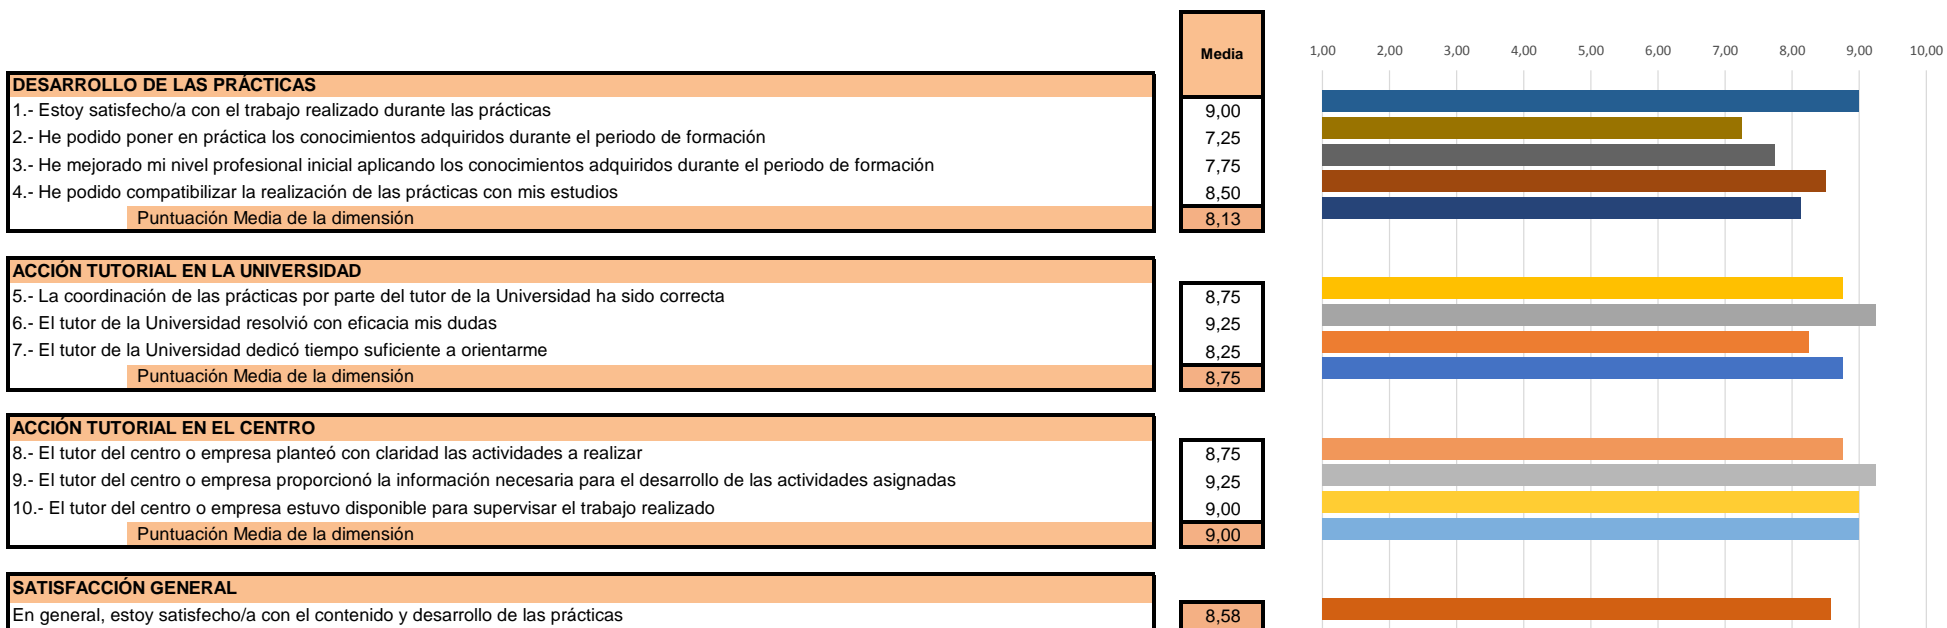 Media
1,00 2,00 3,00 4,00 5,00 6,00 7,00 8,00 9,00 10,00
DESARROLLO DE LAS PRÁCTICAS
1.- Estoy satisfecho/a con el trabajo realizado durante las prácticas 9,00
2.- He podido poner en práctica los conocimientos adquiridos durante el periodo de formación 7,25
3.- He mejorado mi nivel profesional inicial aplicando los conocimientos adquiridos durante el periodo de formación 7,75
4.- He podido compatibilizar la realización de las prácticas con mis estudios 8,50
Puntuación Media de la dimensión 8,13
ACCIÓN TUTORIAL EN LA UNIVERSIDAD
5.- La coordinación de las prácticas por parte del tutor de la Universidad ha sido correcta 8,75
6.- El tutor de la Universidad resolvió con eficacia mis dudas 9,25
7.- El tutor de la Universidad dedicó tiempo suficiente a orientarme 8,25
Puntuación Media de la dimensión 8,75
ACCIÓN TUTORIAL EN EL CENTRO
8.- El tutor del centro o empresa planteó con claridad las actividades a realizar 8,75
9.- El tutor del centro o empresa proporcionó la información necesaria para el desarrollo de las actividades asignadas 9,25
10.- El tutor del centro o empresa estuvo disponible para supervisar el trabajo realizado 9,00
Puntuación Media de la dimensión 9,00
SATISFACCIÓN GENERAL
En general, estoy satisfecho/a con el contenido y desarrollo de las prácticas 8,58